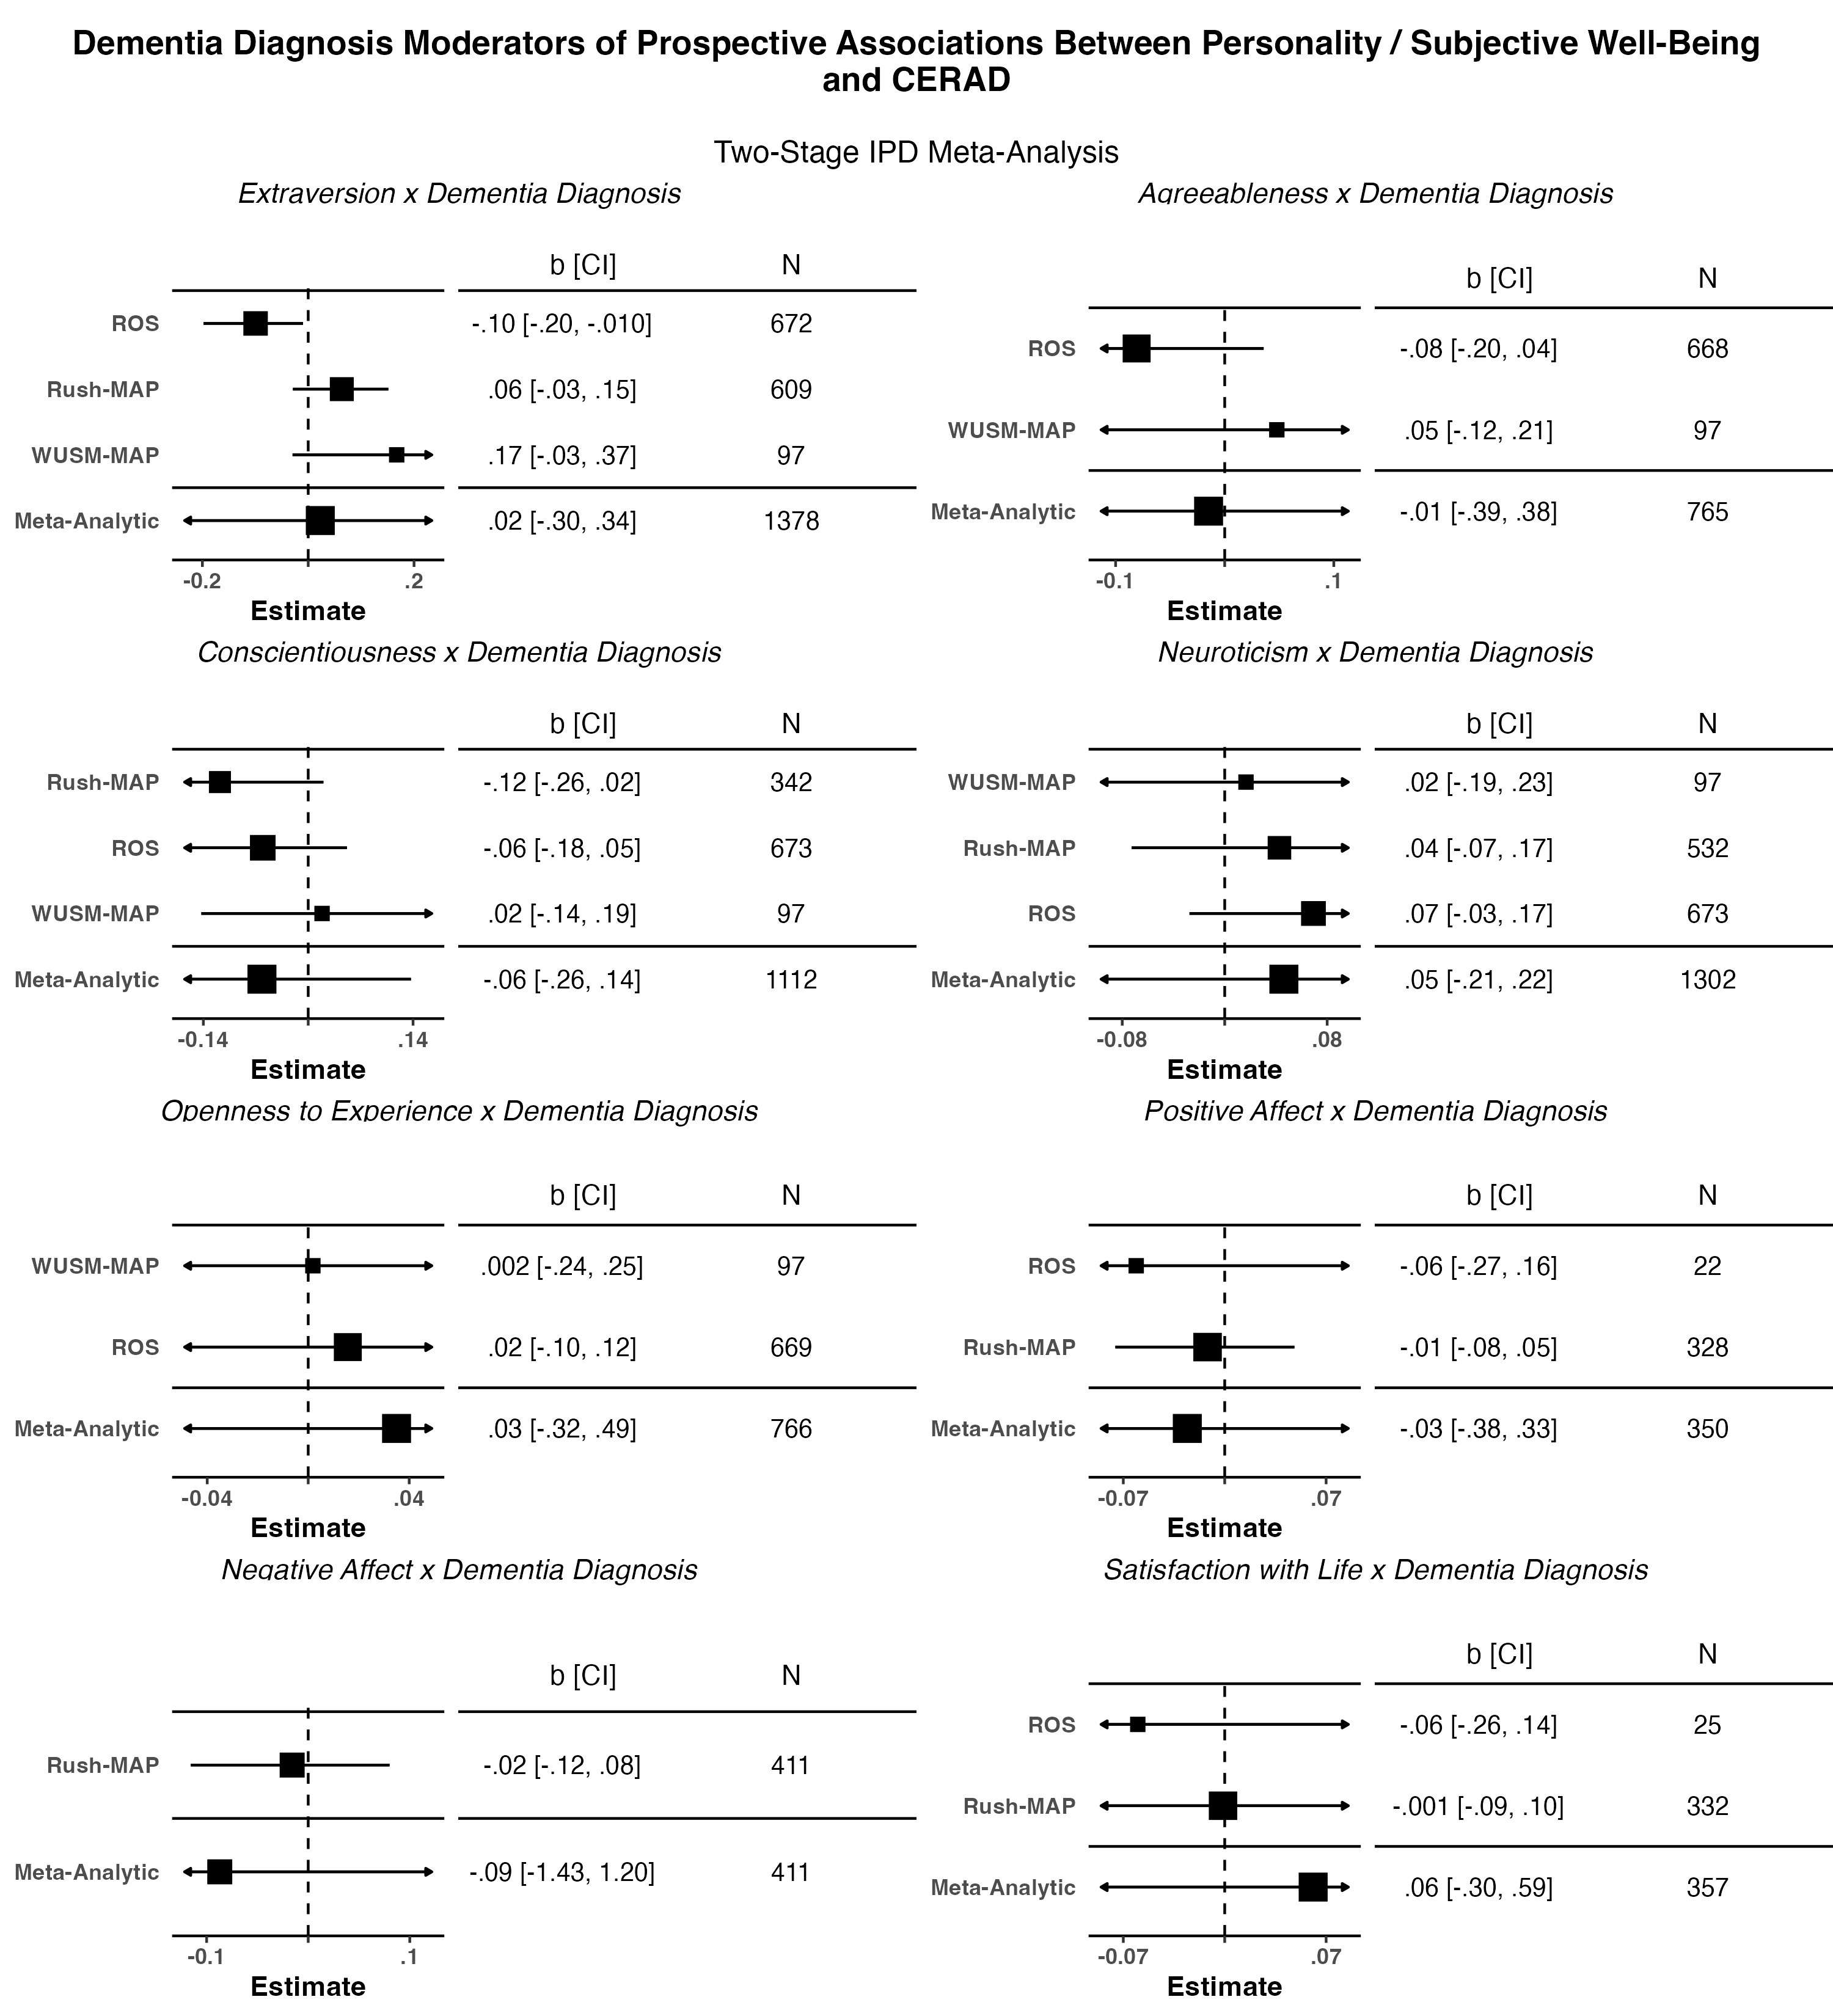 Dementia Diagnosis Moderators of Prospective Associations Between Personality / Subjective Well-Being
and CERAD
Two-Stage IPD Meta-Analysis
Extraversion x Dementia Diagnosis
b [CI] N
ROS -.10 [-.20, -.010] 672
Rush-MAP .06 [-.03, .15] 609
WUSM-MAP .17 [-.03, .37] 97
Meta-Analytic .02 [-.30, .34] 1378
-0.2 .2
Estimate
Agreeableness x Dementia Diagnosis
b [CI] N
ROS -.08 [-.20, .04] 668
WUSM-MAP .05 [-.12, .21] 97
Meta-Analytic -.01 [-.39, .38] 765
-0.1 .1
Estimate
Conscientiousness x Dementia Diagnosis
b [CI] N
Rush-MAP -.12 [-.26, .02] 342
ROS -.06 [-.18, .05] 673
WUSM-MAP .02 [-.14, .19] 97
Meta-Analytic -.06 [-.26, .14] 1112
-0.14 .14
Estimate
Neuroticism x Dementia Diagnosis
b [CI] N
WUSM-MAP .02 [-.19, .23] 97
Rush-MAP .04 [-.07, .17] 532
ROS .07 [-.03, .17] 673
Meta-Analytic .05 [-.21, .22] 1302
-0.08 .08
Estimate
Openness to Experience x Dementia Diagnosis
b [CI] N
WUSM-MAP .002 [-.24, .25] 97
ROS .02 [-.10, .12] 669
Meta-Analytic .03 [-.32, .49] 766
-0.04 .04
Estimate
Positive Affect x Dementia Diagnosis
b [CI] N
ROS -.06 [-.27, .16] 22
Rush-MAP -.01 [-.08, .05] 328
Meta-Analytic -.03 [-.38, .33] 350
-0.07 .07
Estimate
Negative Affect x Dementia Diagnosis
b [CI] N
Rush-MAP -.02 [-.12, .08] 411
Meta-Analytic -.09 [-1.43, 1.20] 411
-0.1 .1
Estimate
Satisfaction with Life x Dementia Diagnosis
b [CI] N
ROS -.06 [-.26, .14] 25
Rush-MAP -.001 [-.09, .10] 332
Meta-Analytic .06 [-.30, .59] 357
-0.07 .07
Estimate